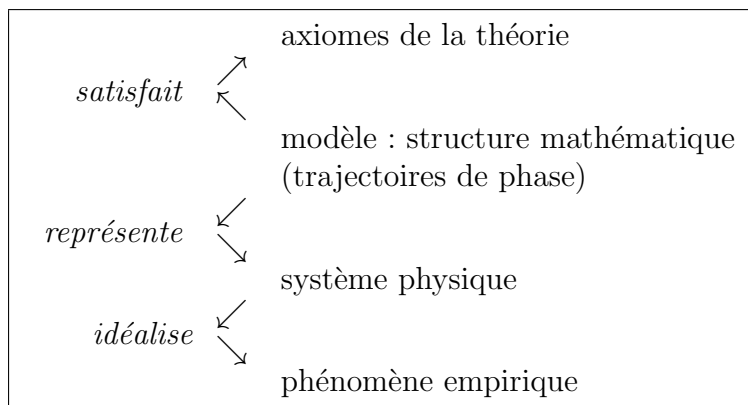 axiomes de la théorie
satisfait
modèle : structure mathématique
(trajectoires de phase)
représente
système physique
idéalise
phénomène empirique